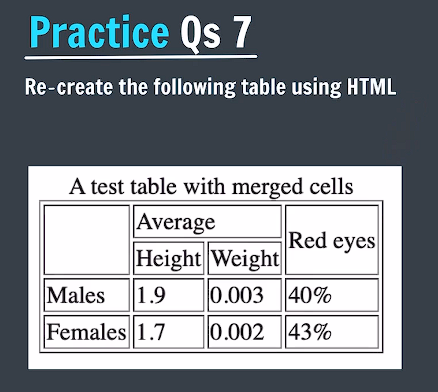 Practice Qs 7
Re-create the following table using HTML
A test table with merged cells
Average
Red eyes
Height Weight
Males 1.9 0.003 40%
Females 1.7 0.002 43%